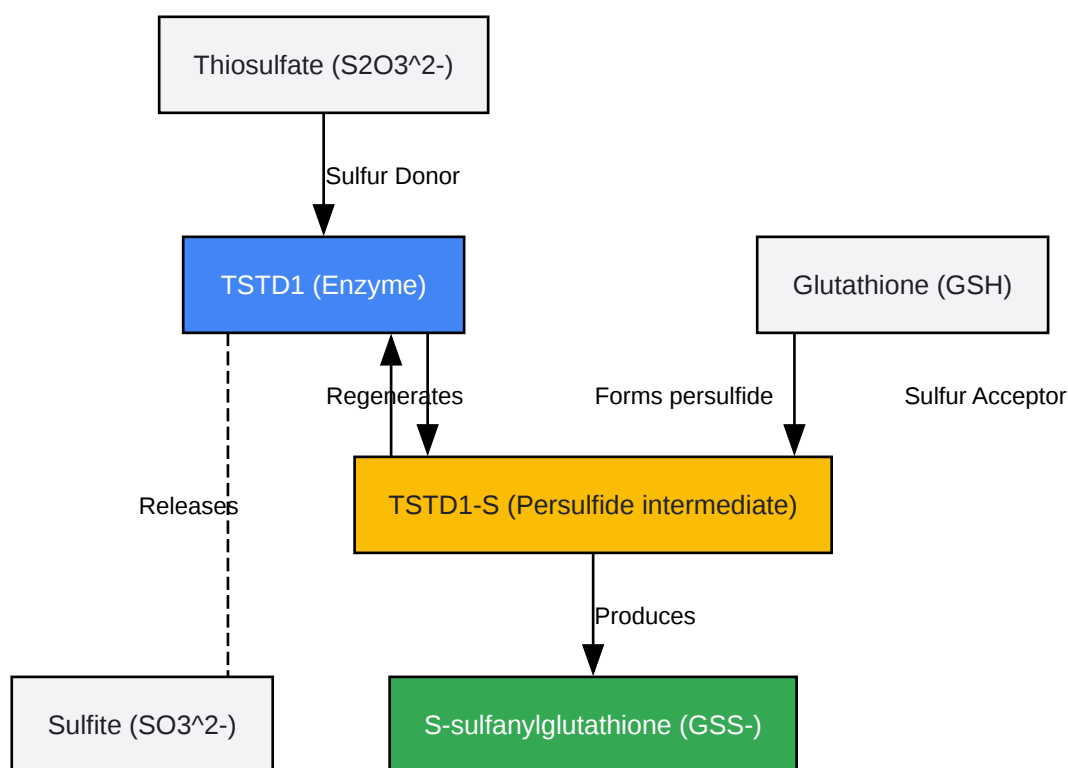 Thiosulfate (S2O3^2-)
Sulfur Donor
TSTD1 (Enzyme)
Glutathione (GSH)
Regenerates
Forms persulfide
Sulfur Acceptor
Releases
TSTD1-S (Persulfide intermediate)
Produces
Sulfite (SO3^2-)
S-sulfanylglutathione (GSS-)